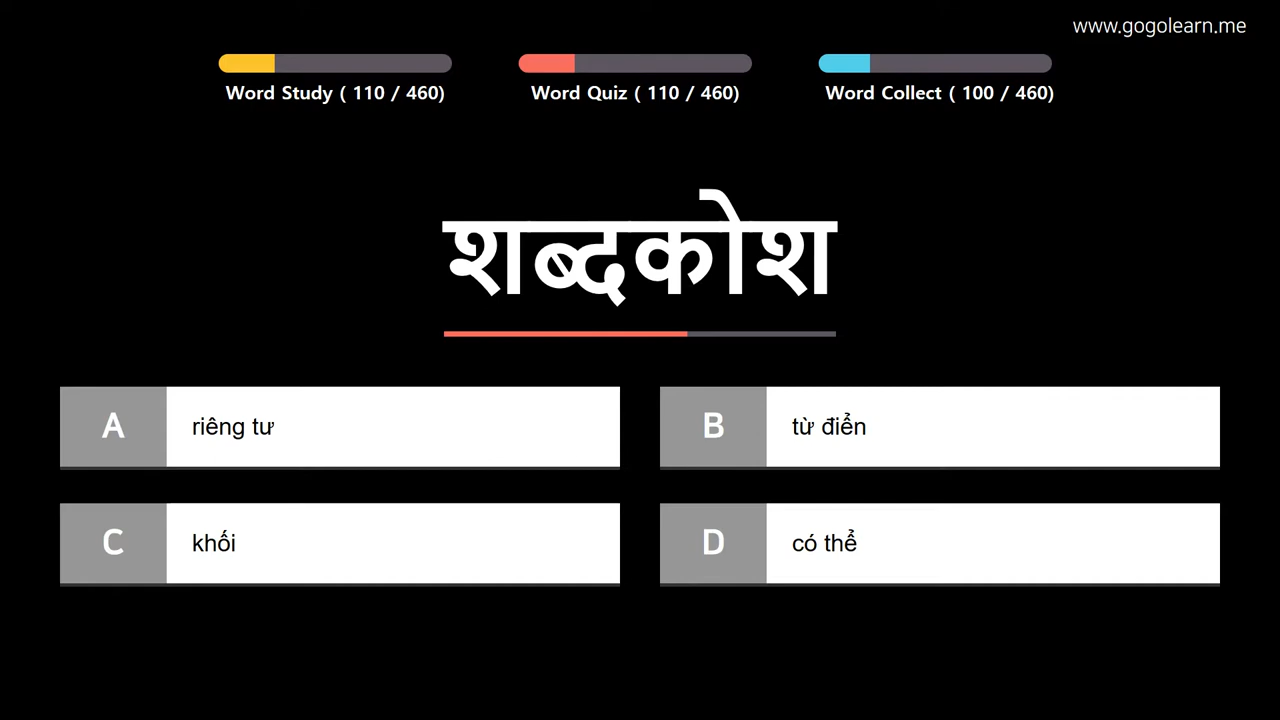 www.gogolearn.me
Word Study ( 110 / 460)
Word Quiz ( 110 / 460)
Word Collect ( 100 / 460)
शब्दकोश
A riêng tư
B từ điển
C khối
D có thể